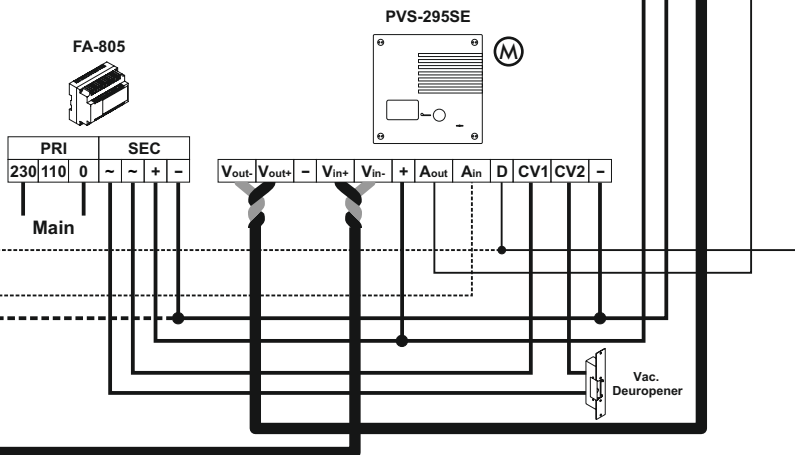 PVS-295SE
FA-805
M
PRI SEC
230 110 0 ~ ~ + −
Vout- Vout+ − Vin+ Vin- + Aout Ain D CV1 CV2 −
Main
Vac.
Deuropener